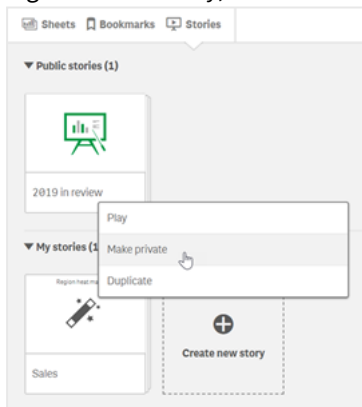 Sheets Bookmarks Stories
Public stories (1)
2019 in review
Play
Make private
Duplicate
My stories (1
Region heat ma
Create new story
Sales